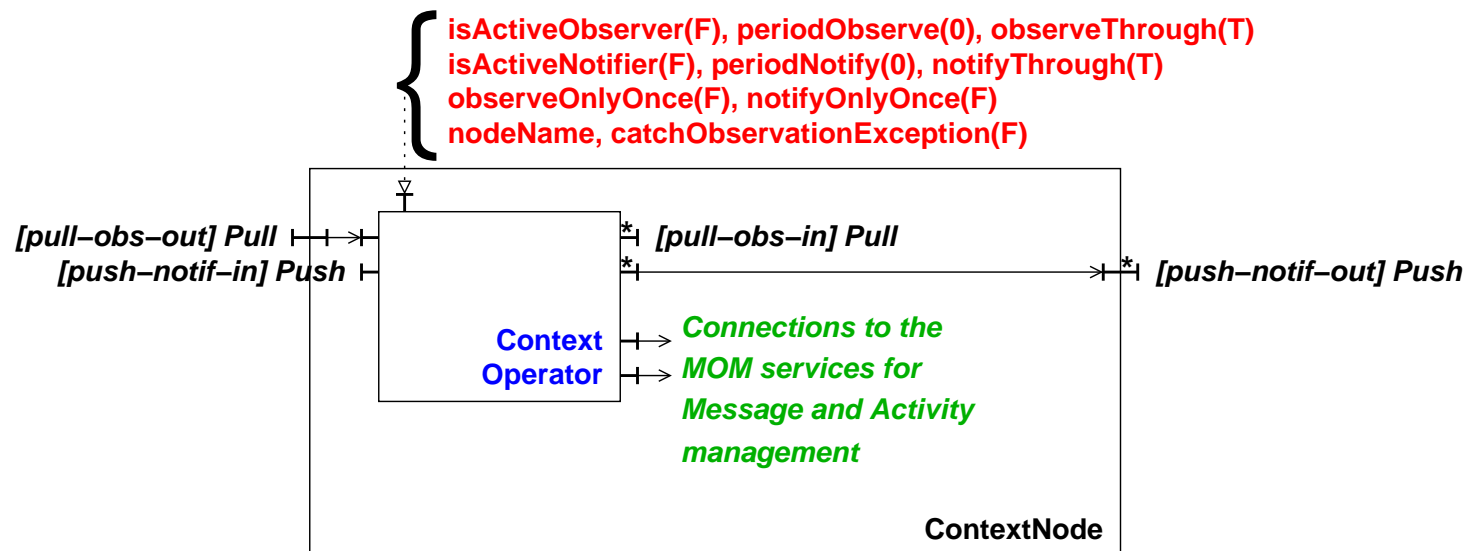 isActiveObserver(F), periodObserve(0), observeThrough(T)
isActiveNotifier(F), periodNotify(0), notifyThrough(T)
observeOnlyOnce(F), notifyOnlyOnce(F)
nodeName, catchObservationException(F)
[pull−obs−out] Pull
* [pull−obs−in] Pull
[push−notif−in] Push
*
* [push−notif−out] Push
Context
Operator
Connections to the
MOM services for
Message and Activity
management
ContextNode